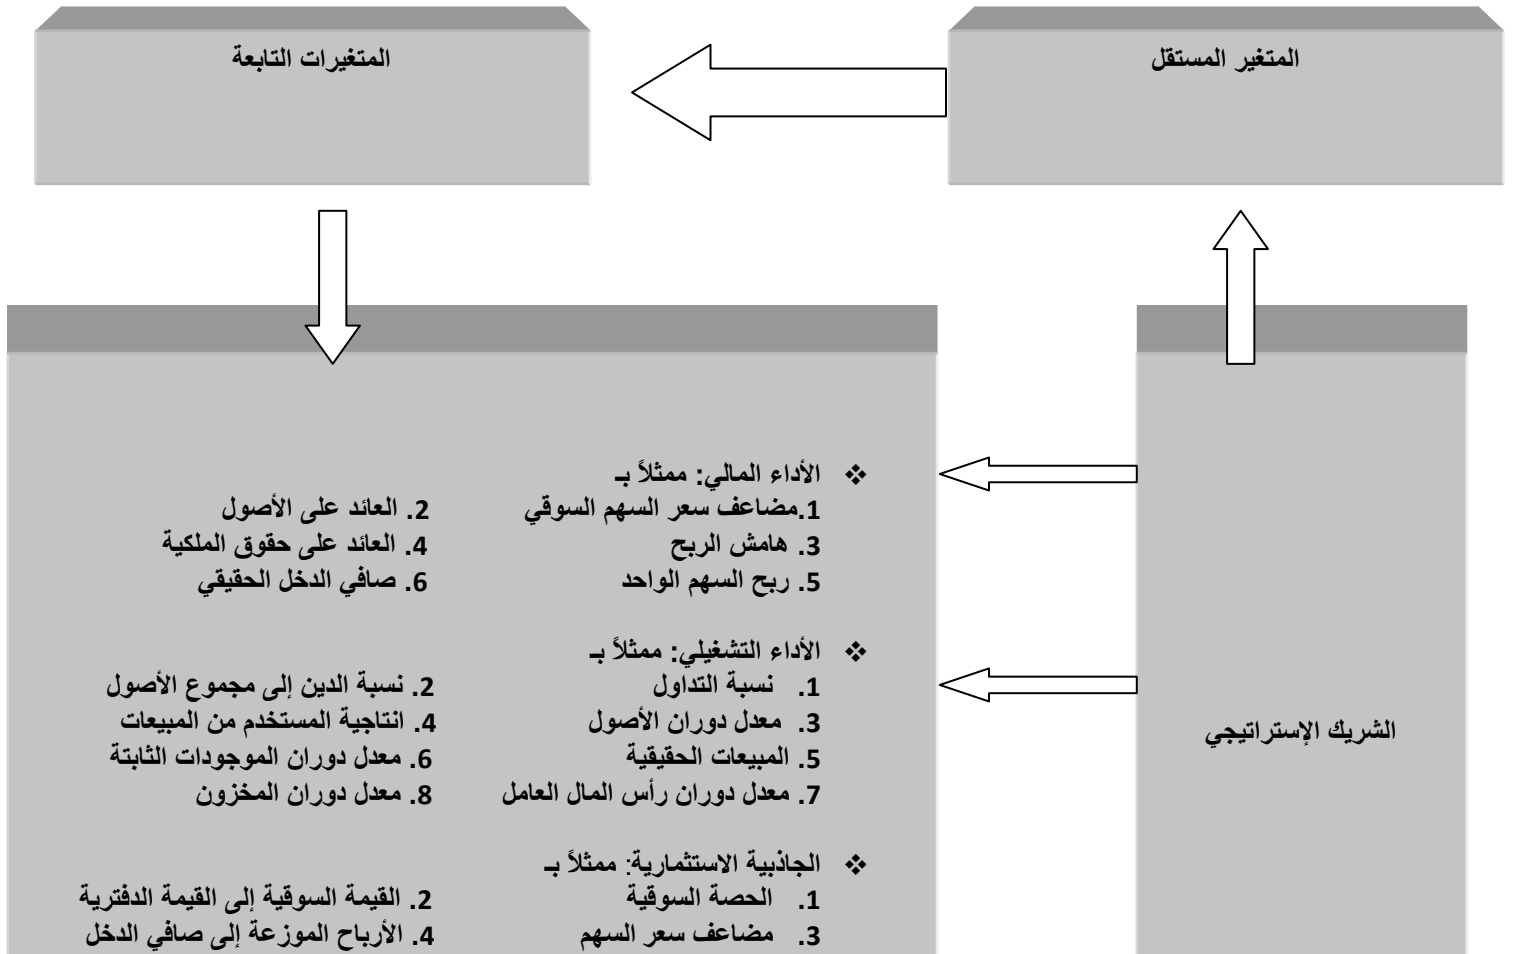 المتغير المستقل
المتغيرات التابعة
الشريك الإستراتيجي
❖ الأداء المالي: ممثلاً بـ
1.مضاعف سعر السهم السوقي 2. العائد على الأصول
3. هامش الربح 4. العائد على حقوق الملكية
5. ربح السهم الواحد 6. صافي الدخل الحقيقي
❖ الأداء التشغيلي: ممثلاً بـ
1. نسبة التداول 2. نسبة الدين إلى مجموع الأصول
3. معدل دوران الأصول 4. انتاجية المستخدم من المبيعات
5. المبيعات الحقيقية 6. معدل دوران الموجودات الثابتة
7. معدل دوران رأس المال العامل 8. معدل دوران المخزون
❖ الجاذبية الاستثمارية: ممثلاً بـ
1. الحصة السوقية 2. القيمة السوقية إلى القيمة الدفترية
3. مضاعف سعر السهم 4. الأرباح الموزعة إلى صافي الدخل